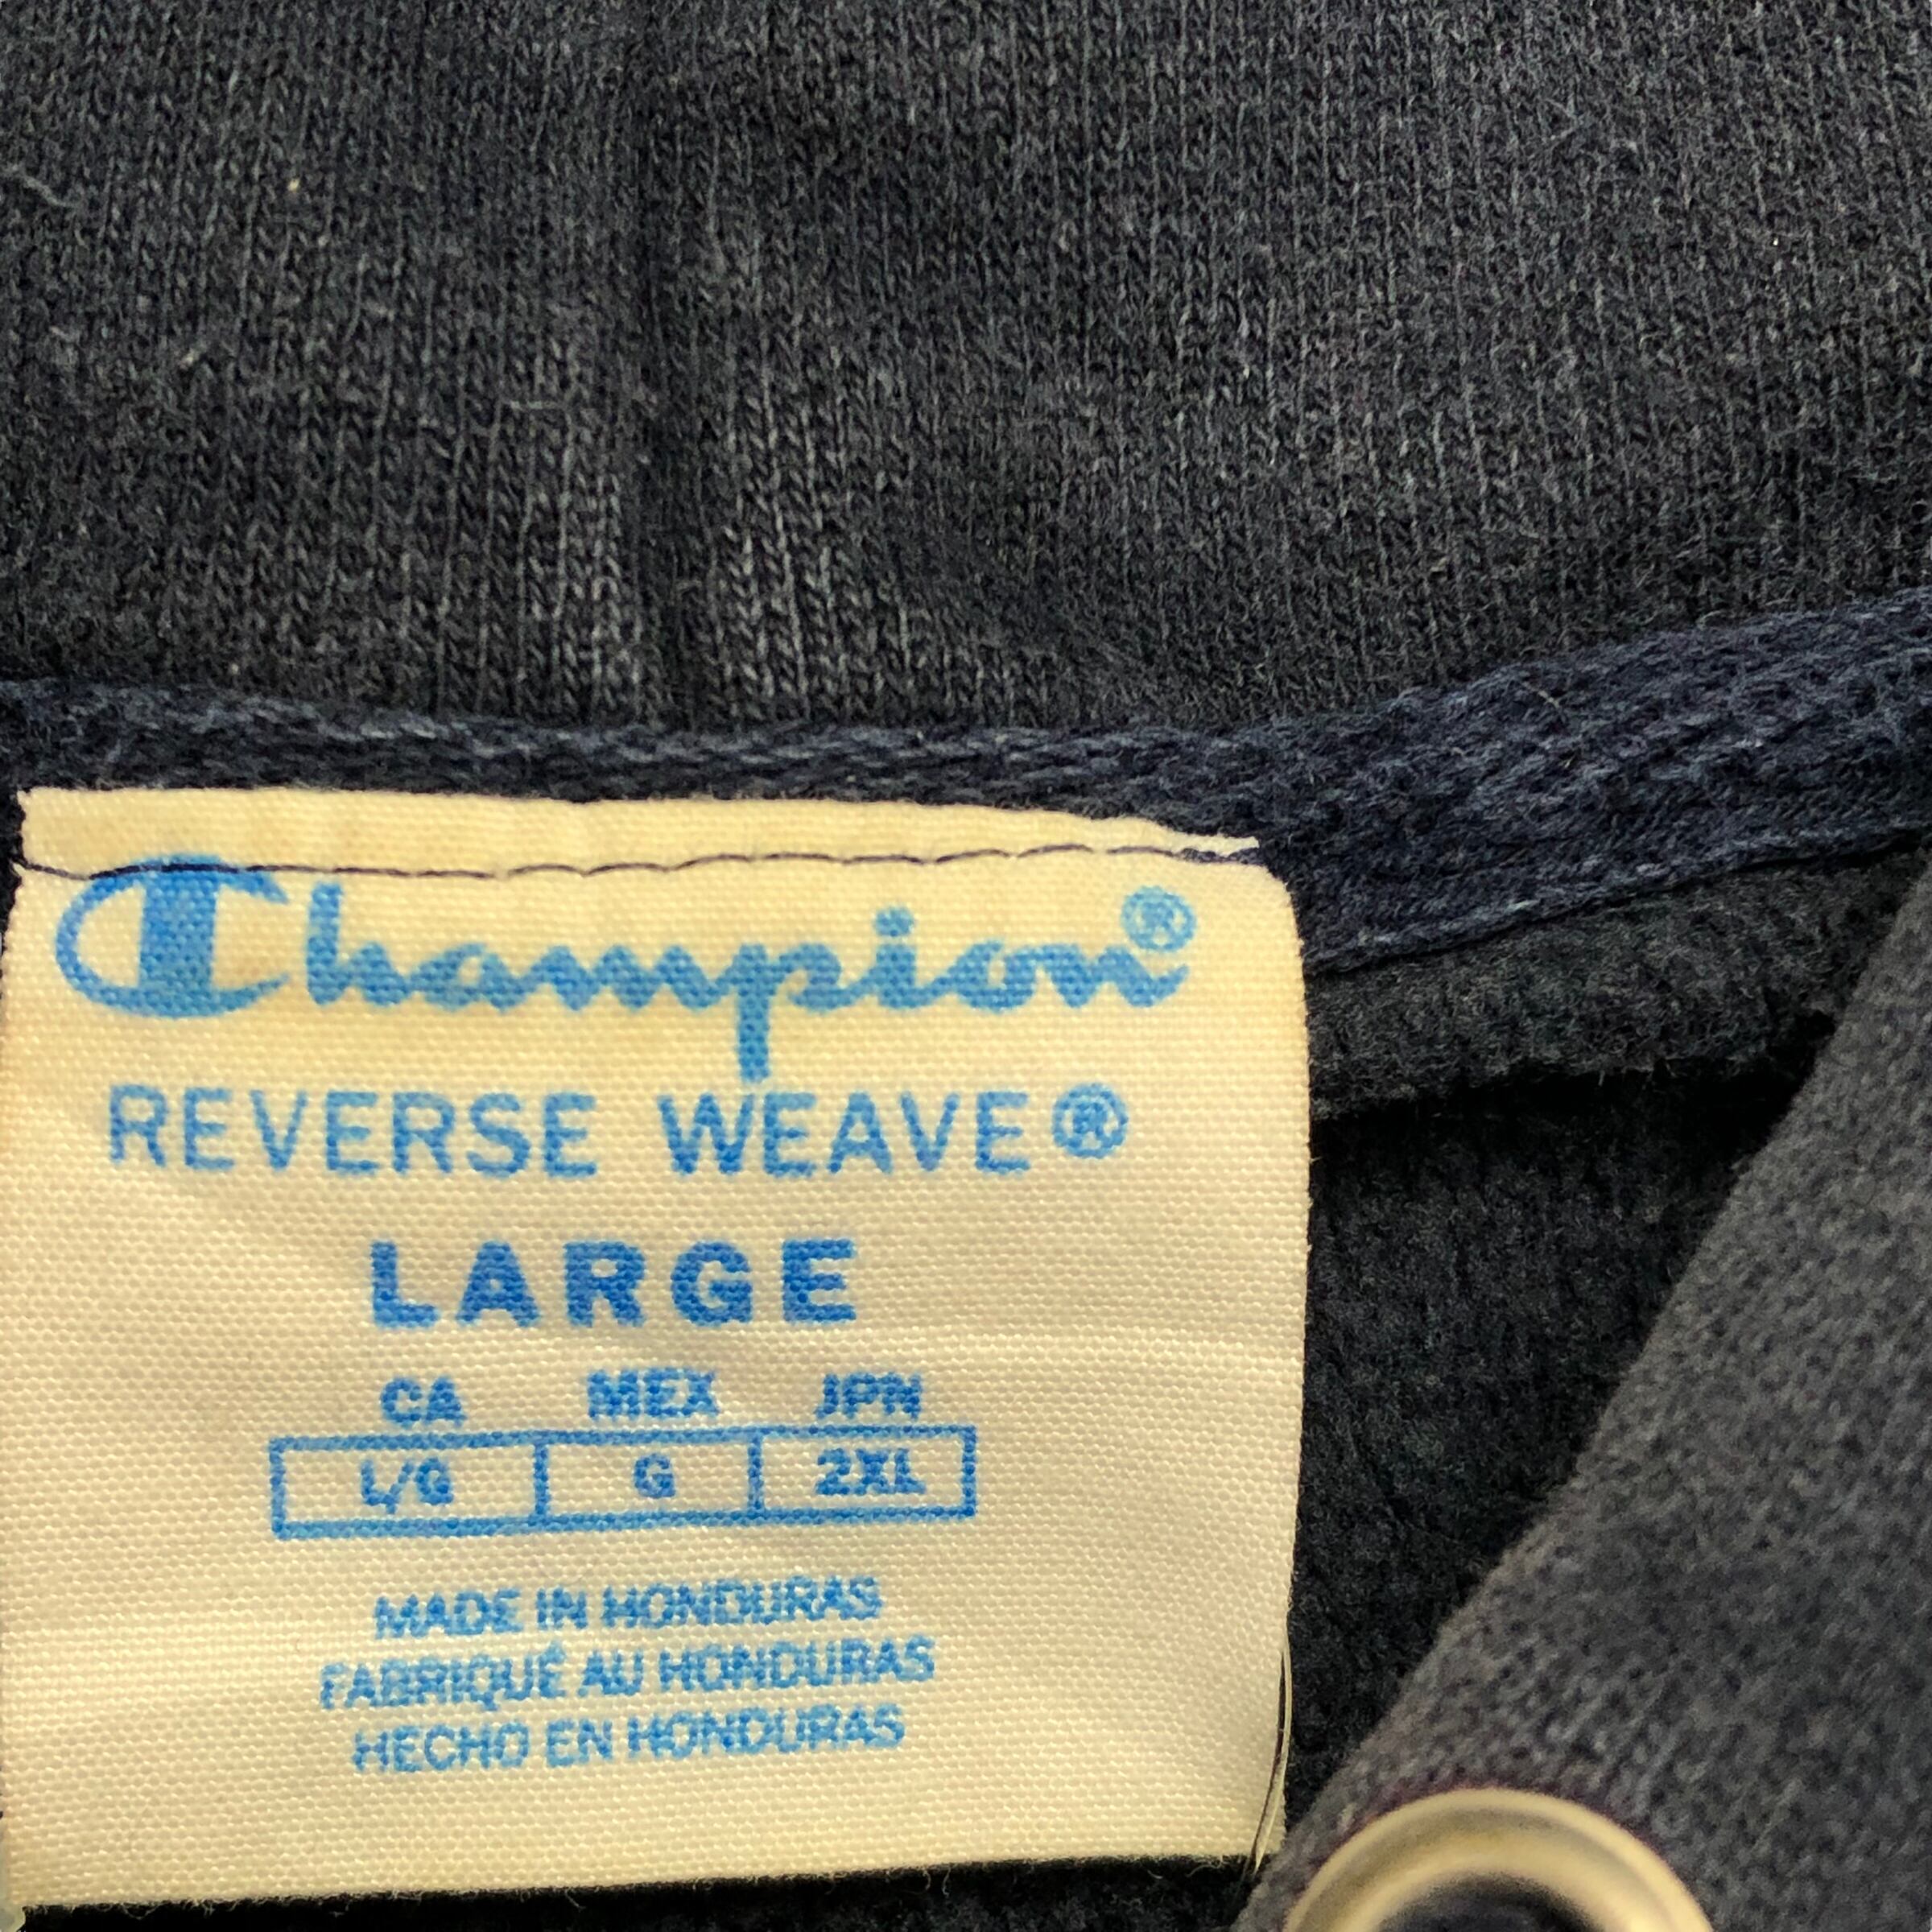 Champion®
REVERSE WEAVE®
LARGE
CA MEX JPN
L/G G 2XL
MADE IN HONDURAS
FABRIQUÉ AU HONDURAS
HECHO EN HONDURAS